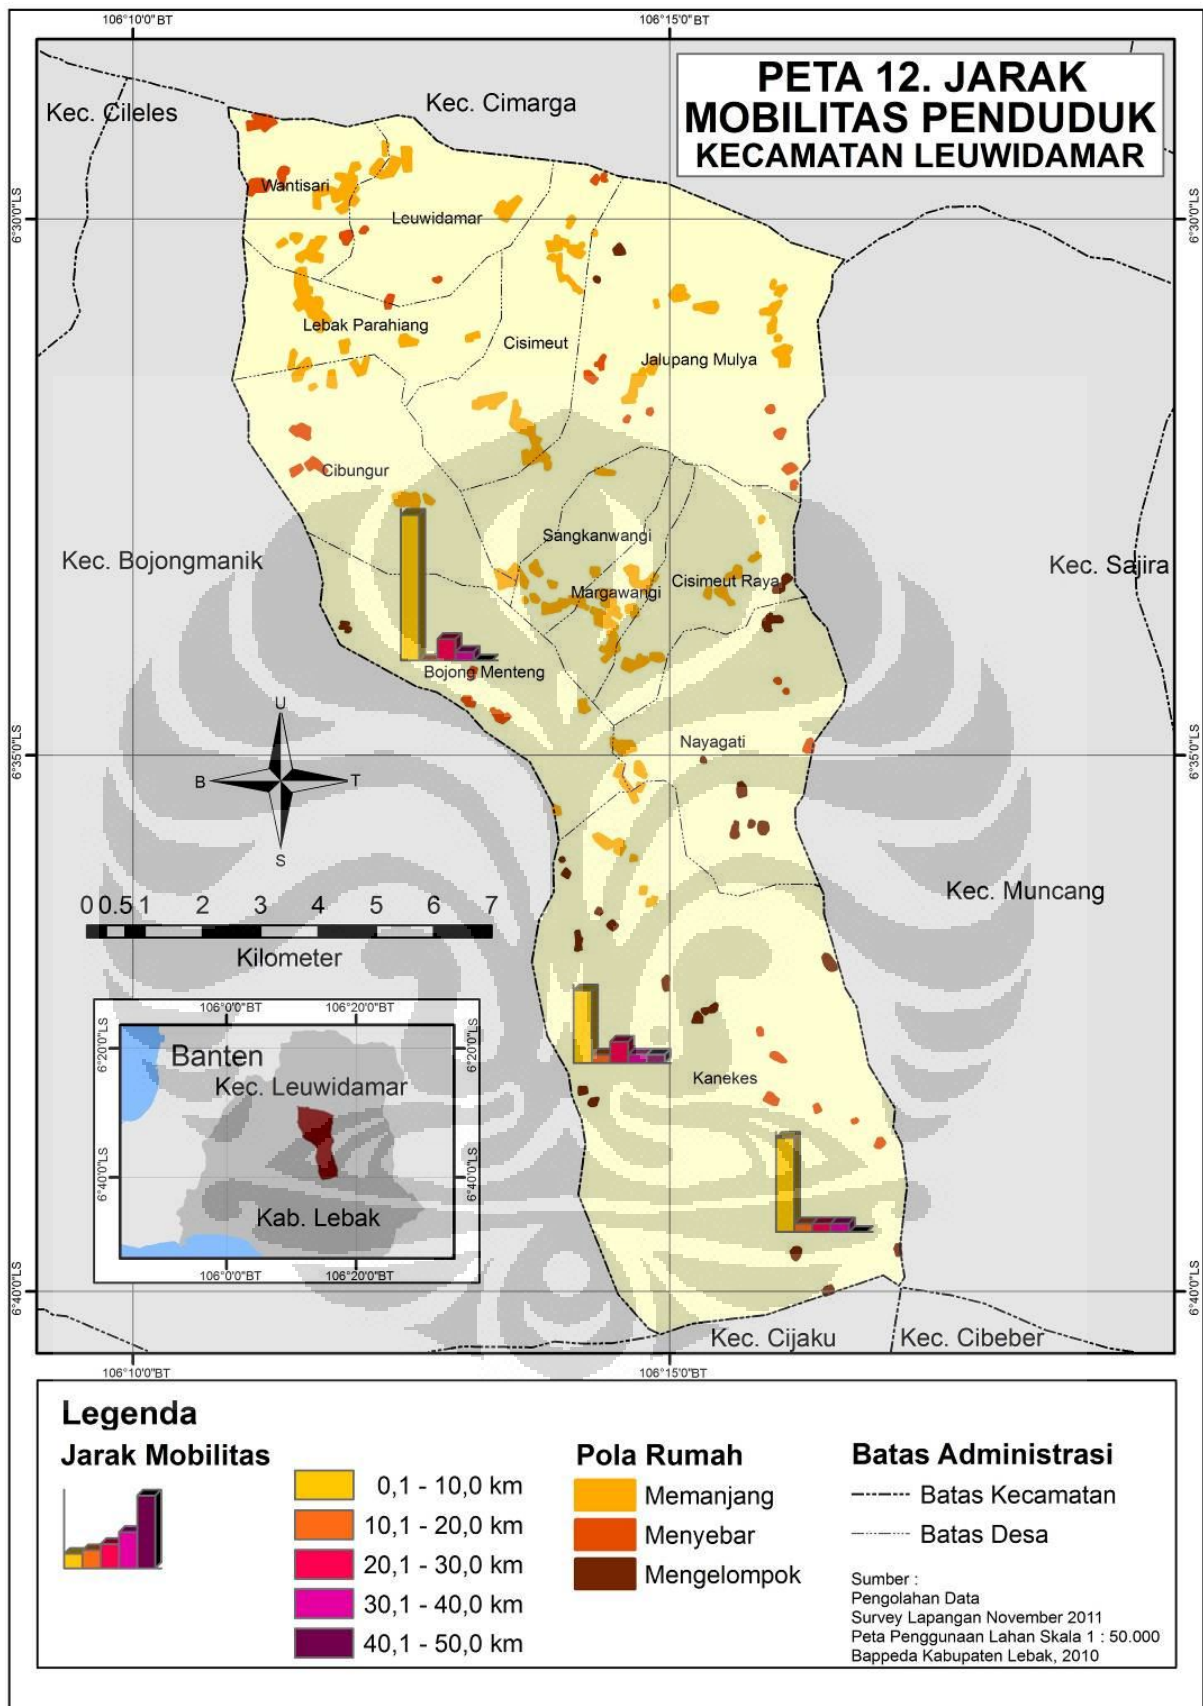 106°10'0"BT
106°15'0"BT
PETA 12. JARAK
MOBILITAS PENDUDUK
KECAMATAN LEUWIDAMAR
Kec. Cileles
Kec. Cimarga
Wantisari
Leuwidamar
6°30'0"LS
6°30'0"LS
Lebak Parahiang
Cisimeut
Jalupang Mulya
Cibungur
Sangkanwangi
Kec. Bojongmanik
Kec. Sajira
Margawangi
Cisimeut Raya
Bojong Menteng
U
B
T
S
Nayagati
6°35'0"LS
6°35'0"LS
Kec. Muncang
0 0.5 1 2 3 4 5 6 7
Kilometer
106°0'0"BT
106°20'0"BT
6°20'0"LS
6°20'0"LS
Banten
Kec. Leuwidamar
6°40'0"LS
6°40'0"LS
Kab. Lebak
106°0'0"BT
106°20'0"BT
Kanekes
6°40'0"LS
6°40'0"LS
Kec. Cijaku
Kec. Cibeber
106°10'0"BT
106°15'0"BT
Legenda
Jarak Mobilitas
0,1 - 10,0 km
10,1 - 20,0 km
20,1 - 30,0 km
30,1 - 40,0 km
40,1 - 50,0 km
Pola Rumah
Memanjang
Menyebar
Mengelompok
Batas Administrasi
Batas Kecamatan
Batas Desa
Sumber :
Pengolahan Data
Survey Lapangan November 2011
Peta Penggunaan Lahan Skala 1 : 50.000
Bappeda Kabupaten Lebak, 2010